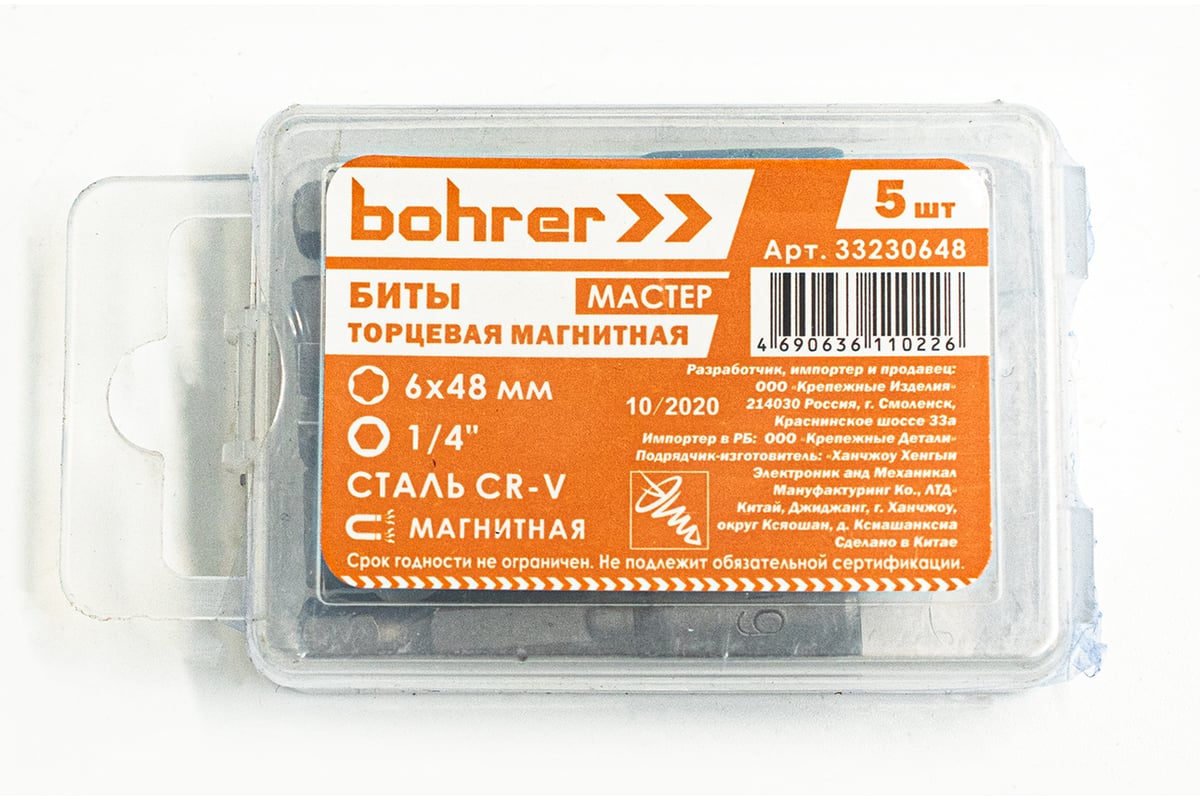 bohrer
5 шт
Арт. 33230648
БИТЫ МАСТЕР
ТОРЦЕВАЯ МАГНИТНАЯ
4 690636 110226
6х48 мм
1/4"
СТАЛЬ CR-V
МАГНИТНАЯ
10/2020
Разработчик, импортер и продавец:
ООО «Крепежные Изделия»
214030 Россия, г. Смоленск,
Краснинское шоссе 33а
Импортер в РБ: ООО «Крепежные Детали»
Подрядчик-изготовитель: «Ханчжоу Хенгыи
Электроник анд Механикал
Мануфактуринг Ко., ЛТД»
Китай, Джиджанг, г. Ханчжоу,
округ Ксяошан, д. Ксиашанксиа
Сделано в Китае
Срок годности не ограничен. Не подлежит обязательной сертификации.
6